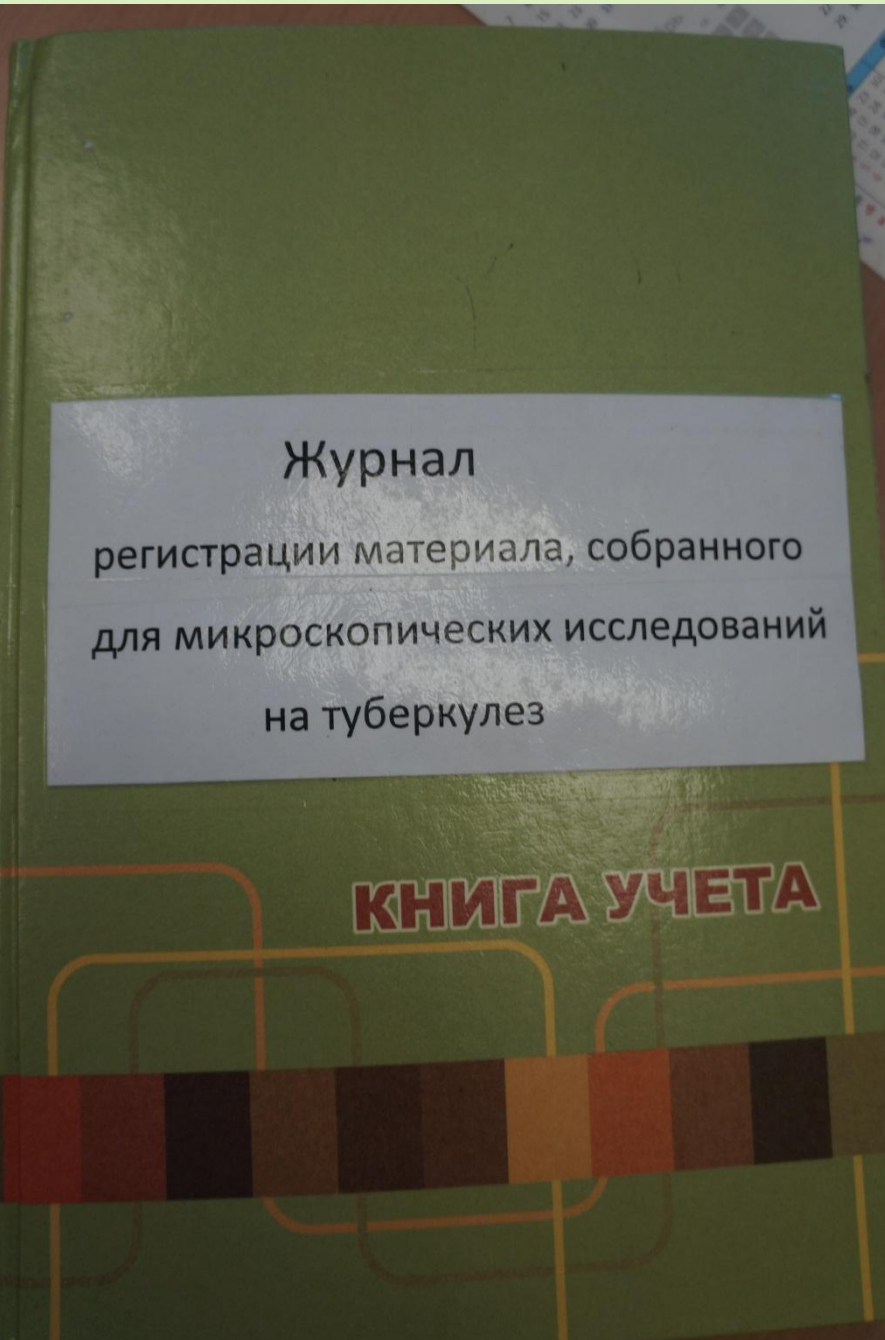 Журнал
регистрации материала, собранного
для микроскопических исследований
на туберкулез
КНИГА УЧЕТА